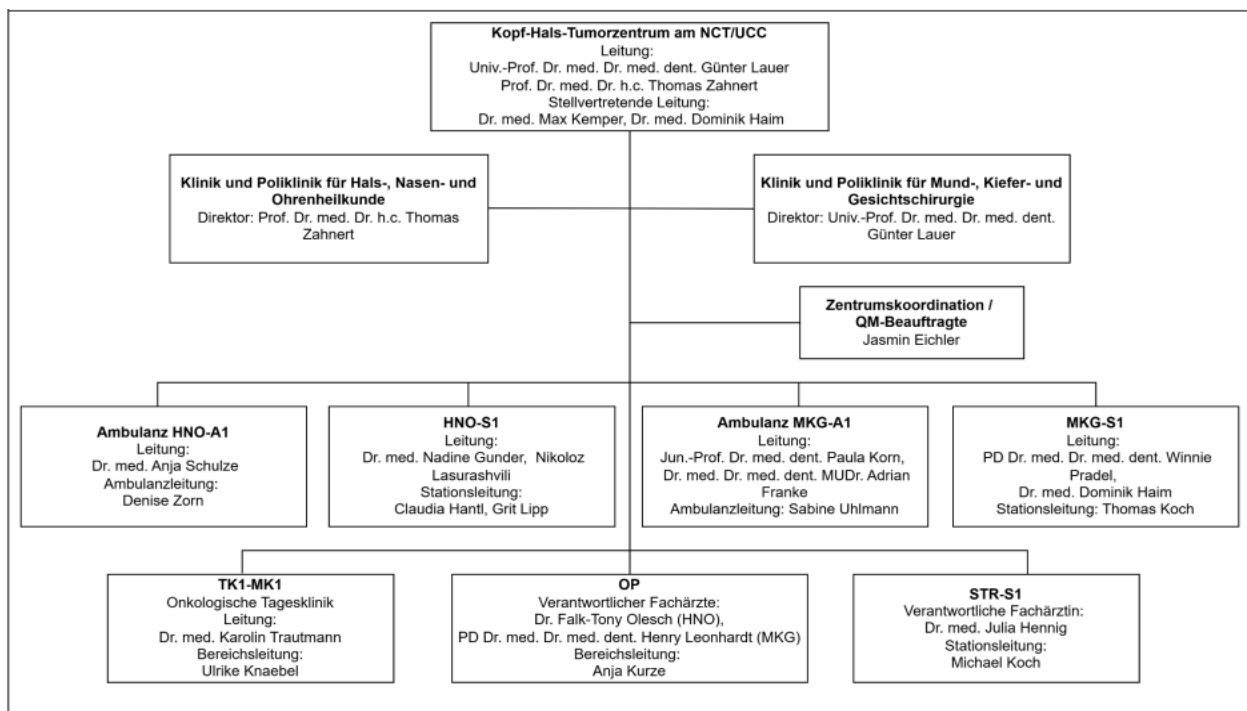 Kopf-Hals-Tumorzentrum am NCT/UCC
Leitung:
Univ.-Prof. Dr. med. Dr. med. dent. Günter Lauer
Prof. Dr. med. Dr. h.c. Thomas Zahnert
Stellvertretende Leitung:
Dr. med. Max Kemper, Dr. med. Dominik Haim
Klinik und Poliklinik für Hals-, Nasen- und
Ohrenheilkunde
Direktor: Prof. Dr. med. Dr. h.c. Thomas
Zahnert
Klinik und Poliklinik für Mund-, Kiefer- und
Gesichtschirurgie
Direktor: Univ.-Prof. Dr. med. Dr. med. dent.
Günter Lauer
Zentrumskoordination /
QM-Beauftragte
Jasmin Eichler
Ambulanz HNO-A1
Leitung:
Dr. med. Anja Schulze
Ambulanzleitung:
Denise Zorn
HNO-S1
Leitung:
Dr. med. Nadine Gunder, Nikoloz
Lasurashvili
Stationsleitung:
Claudia Hantl, Grit Lipp
Ambulanz MKG-A1
Leitung:
Jun.-Prof. Dr. med. dent. Paula Korn,
Dr. med. Dr. med. dent. MUDr. Adrian
Franke
Ambulanzleitung: Sabine Uhlmann
MKG-S1
Leitung:
PD Dr. med. Dr. med. dent. Winnie
Pradel,
Dr. med. Dominik Haim
Stationsleitung: Thomas Koch
TK1-MK1
Onkologische Tagesklinik
Leitung:
Dr. med. Karolin Trautmann
Bereichsleitung:
Ulrike Knaebel
OP
Verantwortlicher Fachärzte:
Dr. Falk-Tony Olesch (HNO),
PD Dr. med. Dr. med. dent. Henry Leonhardt (MKG)
Bereichsleitung:
Anja Kurze
STR-S1
Verantwortliche Fachärztin:
Dr. med. Julia Hennig
Stationsleitung:
Michael Koch